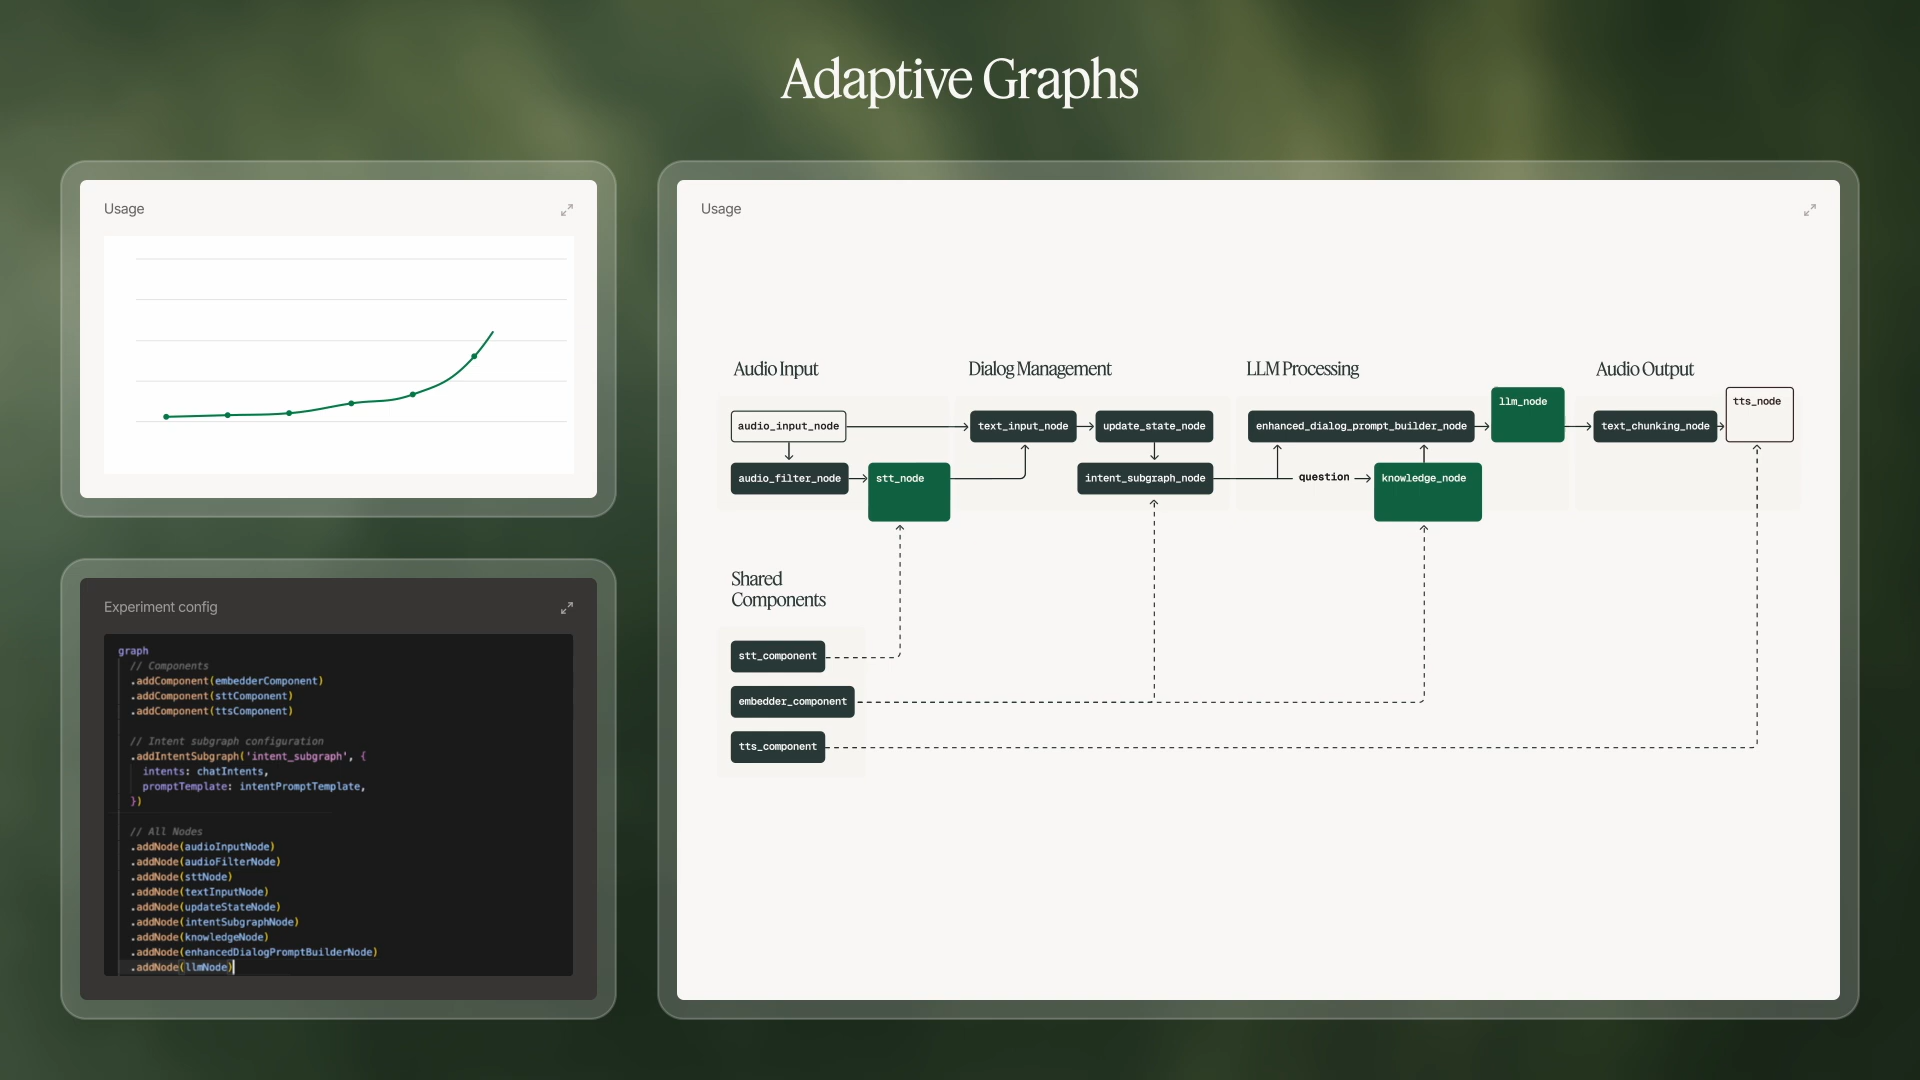 Adaptive Graphs
Usage
Experiment config
graph
// Components
.addComponent(embedderComponent)
.addComponent(sttComponent)
.addComponent(ttsComponent)
// Intent subgraph configuration
.addIntentSubgraph('intent_subgraph', {
intents: chatIntents,
promptTemplate: intentPromptTemplate,
})
// All Nodes
.addNode(audioInputNode)
.addNode(audioFilterNode)
.addNode(sttNode)
.addNode(textInputNode)
.addNode(updateStateNode)
.addNode(intentSubgraphNode)
.addNode(knowledgeNode)
.addNode(enhancedDialogPromptBuilderNode)
.addNode(llmNode)
Usage
Audio Input
audio_input_node
audio_filter_node
stt_node
Dialog Management
text_input_node
update_state_node
intent_subgraph_node
LLM Processing
enhanced_dialog_prompt_builder_node
llm_node
question
knowledge_node
Audio Output
text_chunking_node
tts_node
Shared
Components
stt_component
embedder_component
tts_component